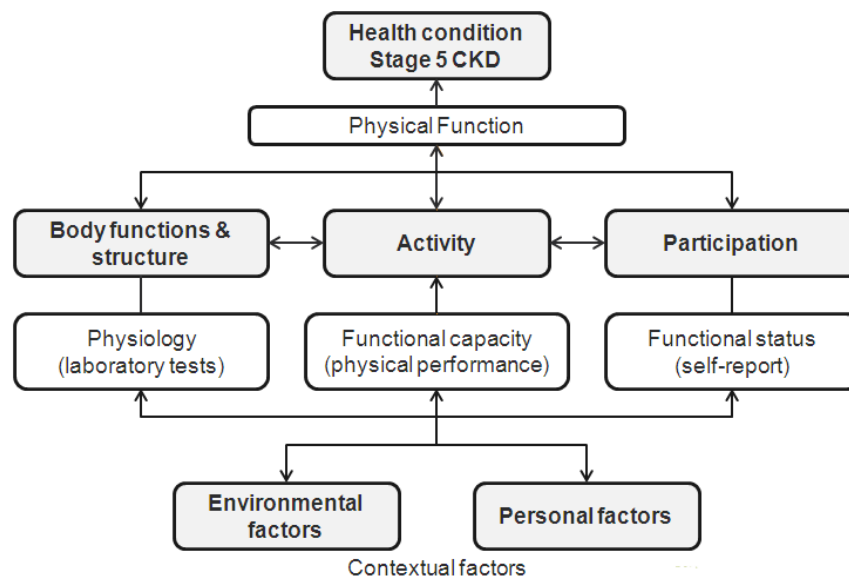 Health condition
Stage 5 CKD
Physical Function
Body functions &
structure
Activity
Participation
Physiology
(laboratory tests)
Functional capacity
(physical performance)
Functional status
(self-report)
Environmental
factors
Personal factors
Contextual factors